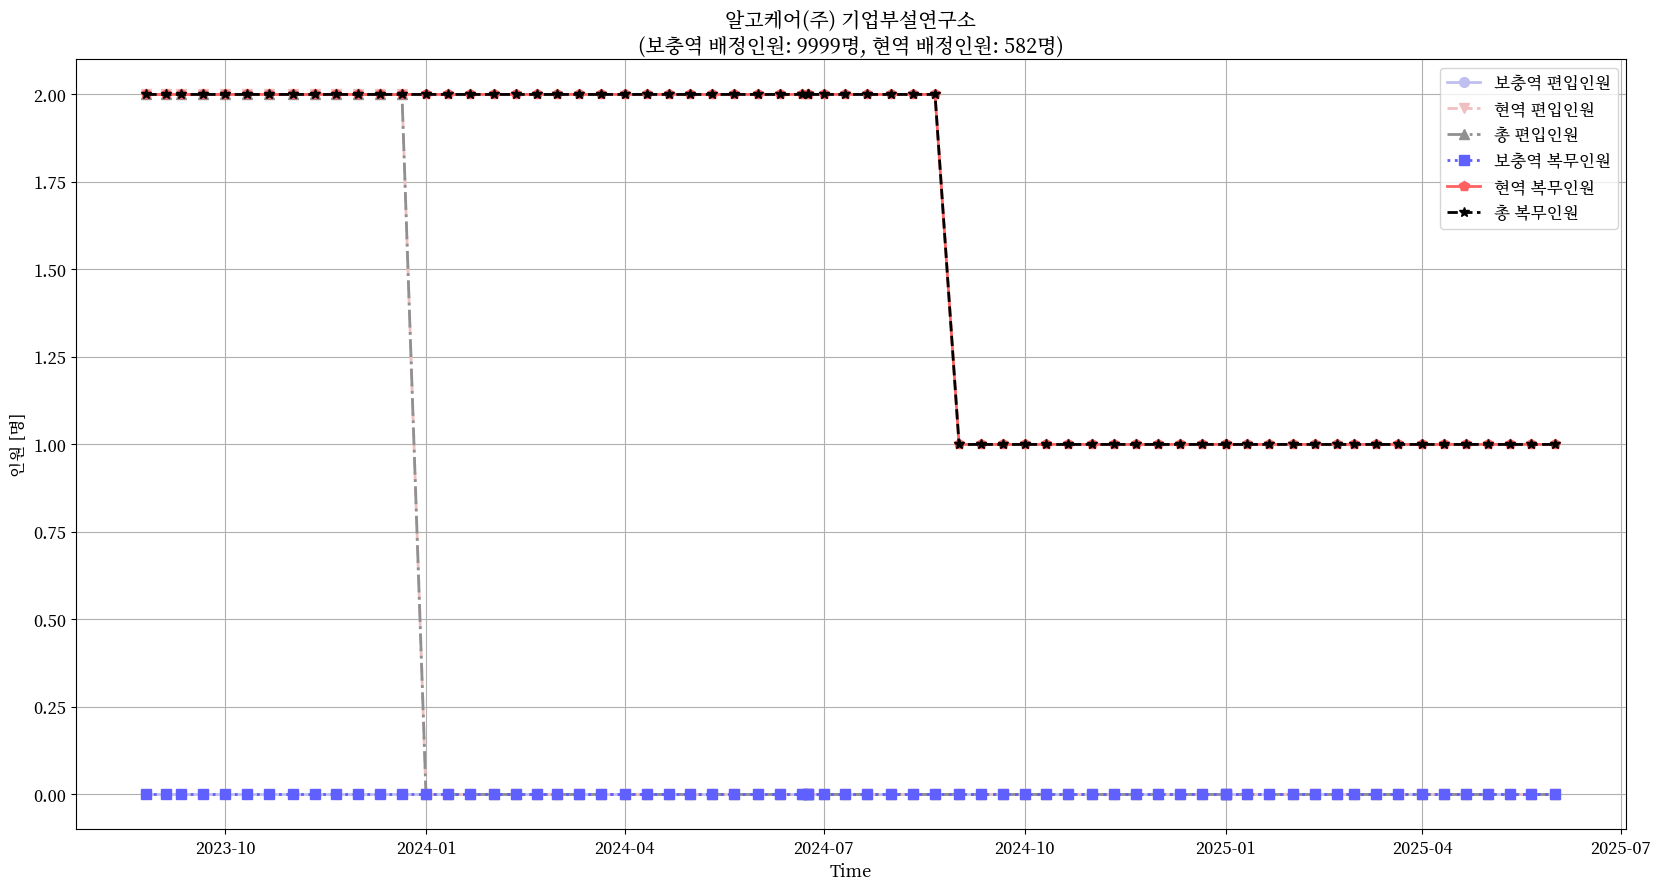 알고케어(주) 기업부설연구소
(보충역 배정인원: 9999명, 현역 배정인원: 582명)
보충역 편입인원
현역 편입인원
총 편입인원
보충역 복무인원
현역 복무인원
총 복무인원
인원 [명]
2.00
1.75
1.50
1.25
1.00
0.75
0.50
0.25
0.00
2023-10
2024-01
2024-04
2024-07
2024-10
2025-01
2025-04
2025-07
Time